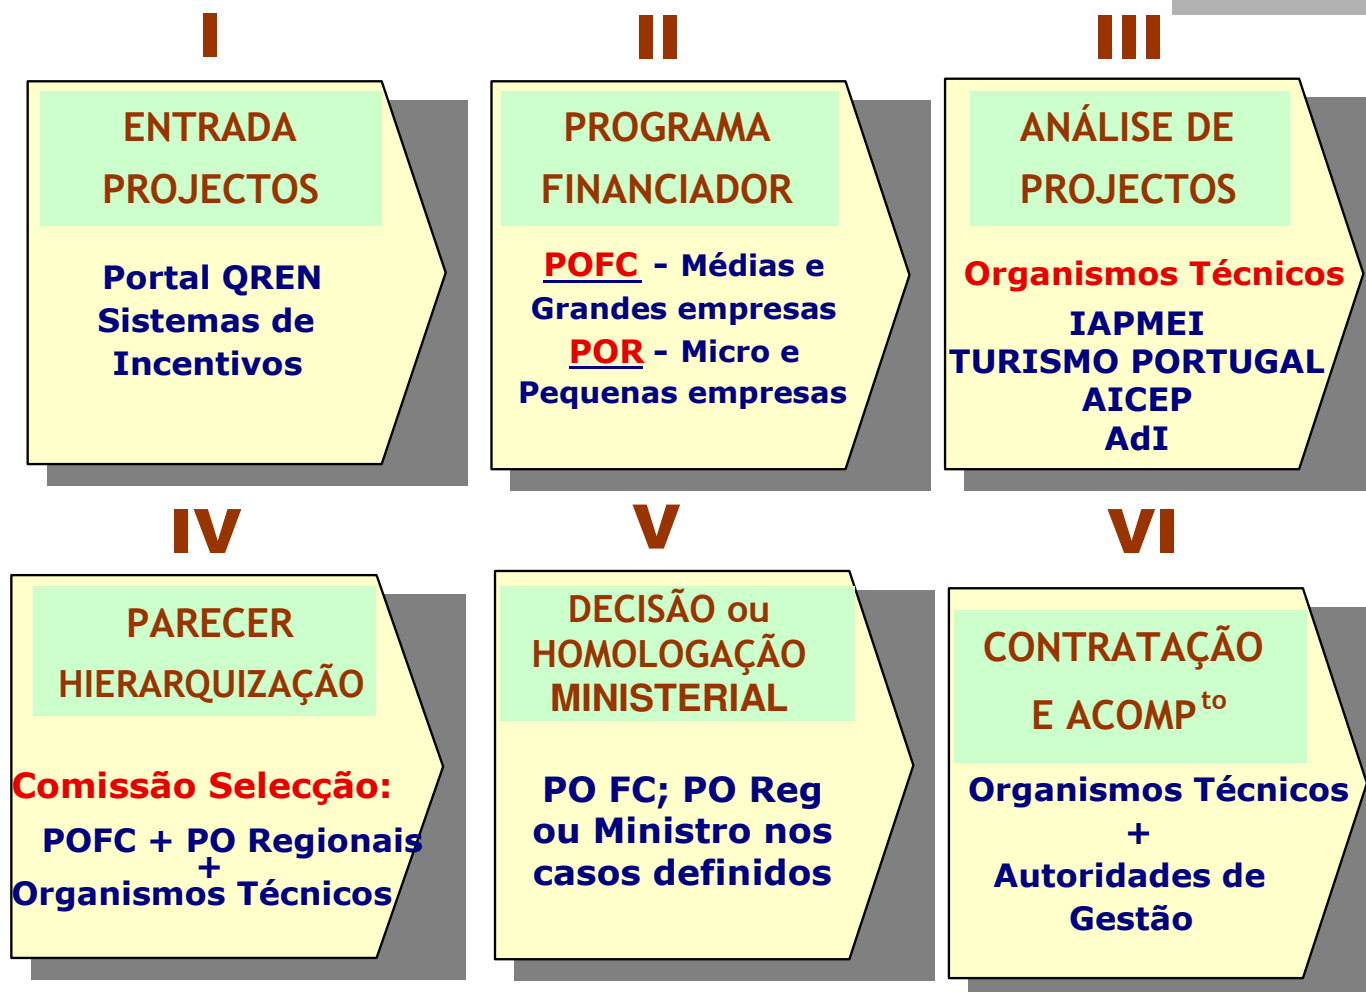 I
ENTRADA
PROJECTOS
Portal QREN
Sistemas de
Incentivos
II
PROGRAMA
FINANCIADOR
POFC – Médias e
Grandes empresas
POR – Micro e
Pequenas empresas
III
ANÁLISE DE
PROJECTOS
Organismos Técnicos
IAPMEI
TURISMO PORTUGAL
AICEP
AdI
IV
PARECER
HIERARQUIZAÇÃO
Comissão Selecção:
POFC + PO Regionais
+
Organismos Técnicos
V
DECISÃO ou
HOMOLOGAÇÃO
MINISTERIAL
PO FC; PO Reg
ou Ministro nos
casos definidos
VI
CONTRATAÇÃO
E ACOMP to
Organismos Técnicos
+
Autoridades de
Gestão